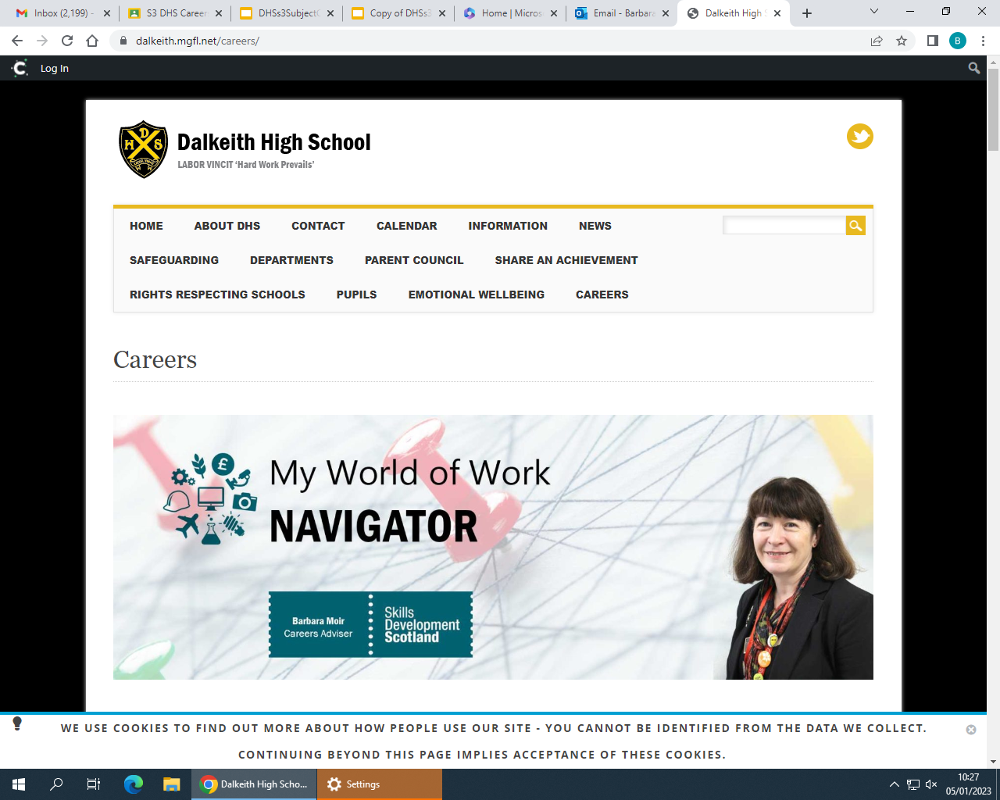 Inbox (2,199) -
S3 DHS Career
DHSs3Subject
Copy of DHSs3
Home | Micros
Email - Barbara
Dalkeith High S
dalkeith.mgfl.net/careers/
B
Log In
D
W S
Dalkeith High School
LABOR VINCIT ‘Hard Work Prevails’
HOME ABOUT DHS CONTACT CALENDAR INFORMATION NEWS
SAFEGUARDING DEPARTMENTS PARENT COUNCIL SHARE AN ACHIEVEMENT
RIGHTS RESPECTING SCHOOLS PUPILS EMOTIONAL WELLBEING CAREERS
Careers
£
My World of Work
NAVIGATOR
Barbara Moir
Careers Adviser
Skills
Development
Scotland
WE USE COOKIES TO FIND OUT MORE ABOUT HOW PEOPLE USE OUR SITE - YOU CANNOT BE IDENTIFIED FROM THE DATA WE COLLECT.
CONTINUING BEYOND THIS PAGE IMPLIES ACCEPTANCE OF THESE COOKIES.
Dalkeith High Scho...
Settings
10:27
05/01/2023